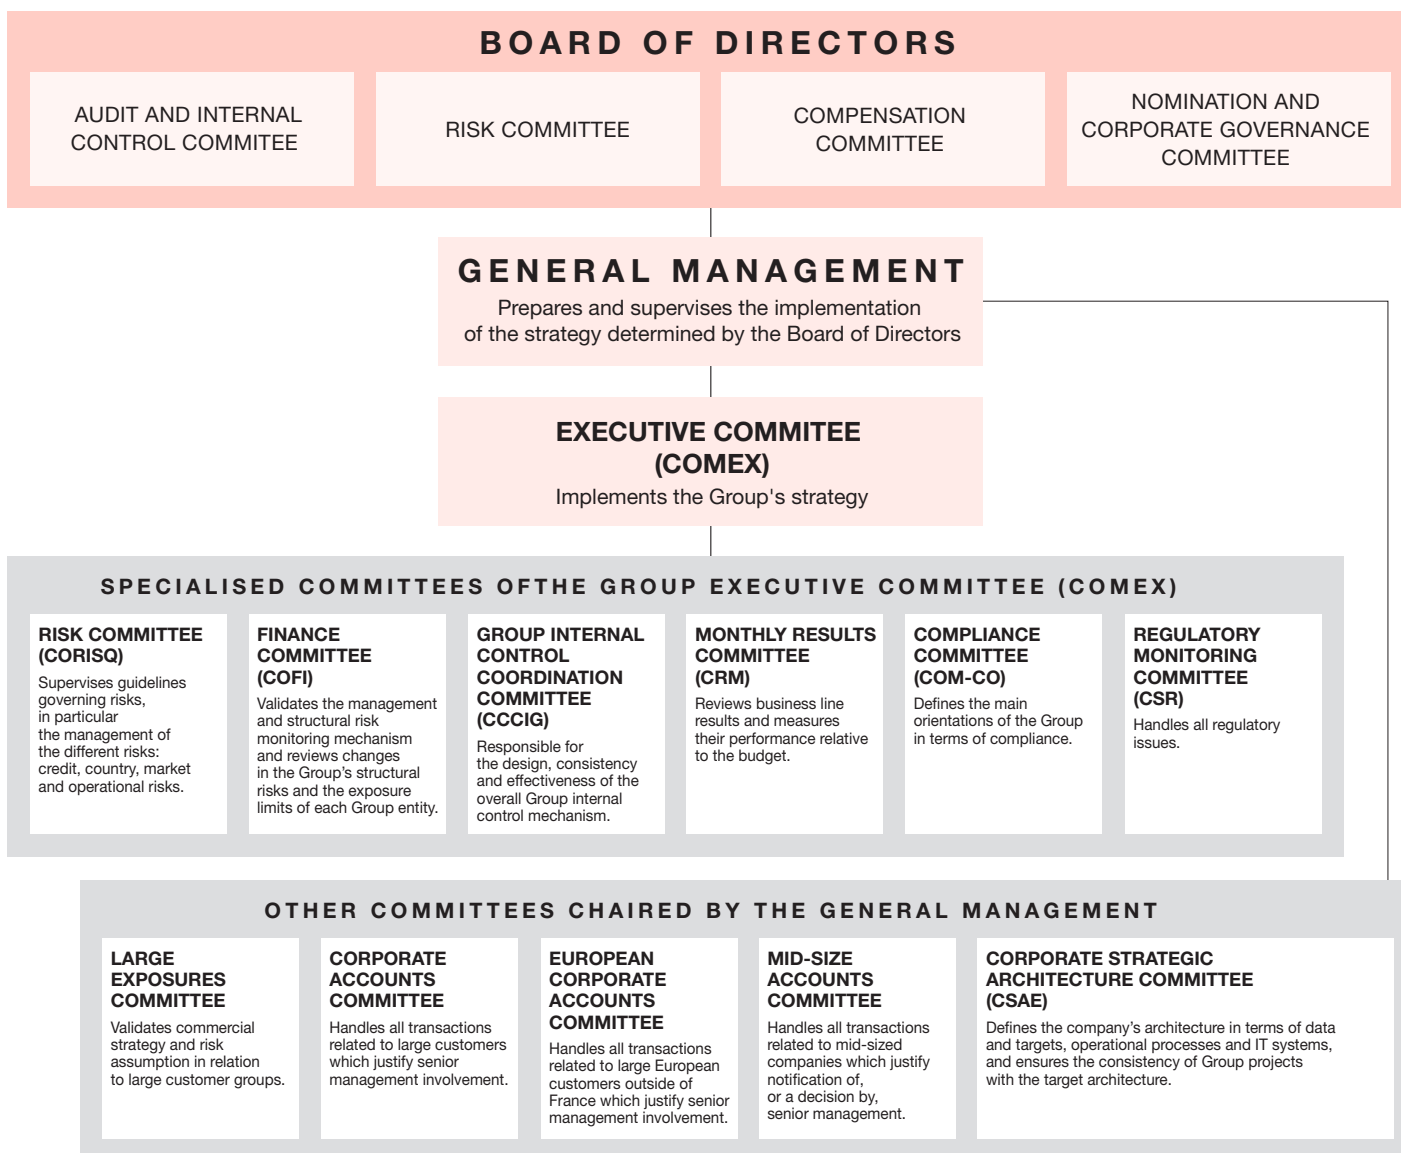 BOARD OF DIRECTORS
AUDIT AND INTERNAL
CONTROL COMMITEE
RISK COMMITTEE
COMPENSATION
COMMITTEE
NOMINATION AND
CORPORATE GOVERNANCE
COMMITTEE
GENERAL MANAGEMENT
Prepares and supervises the implementation
of the strategy determined by the Board of Directors
EXECUTIVE COMMITEE
(COMEX)
Implements the Group's strategy
SPECIALISED COMMITTEES OFTHE GROUP EXECUTIVE COMMITTEE (COMEX)
RISK COMMITTEE
(CORISQ)
Supervises guidelines
governing risks,
in particular
the management of
the different risks:
credit, country, market
and operational risks.
FINANCE
COMMITTEE
(COFI)
Validates the management
and structural risk
monitoring mechanism
and reviews changes
in the Group’s structural
risks and the exposure
limits of each Group entity.
GROUP INTERNAL
CONTROL
COORDINATION
COMMITTEE
(CCCIG)
Responsible for
the design, consistency
and effectiveness of the
overall Group internal
control mechanism.
MONTHLY RESULTS
COMMITTEE
(CRM)
Reviews business line
results and measures
their performance relative
to the budget.
COMPLIANCE
COMMITTEE
(COM-CO)
Defines the main
orientations of the Group
in terms of compliance.
REGULATORY
MONITORING
COMMITTEE
(CSR)
Handles all regulatory
issues.
OTHER COMMITTEES CHAIRED BY THE GENERAL MANAGEMENT
LARGE
EXPOSURES
COMMITTEE
Validates commercial
strategy and risk
assumption in relation
to large customer groups.
CORPORATE
ACCOUNTS
COMMITTEE
Handles all transactions
related to large customers
which justify senior
management involvement.
EUROPEAN
CORPORATE
ACCOUNTS
COMMITTEE
Handles all transactions
related to large European
customers outside of
France which justify senior
management involvement.
MID-SIZE
ACCOUNTS
COMMITTEE
Handles all transactions
related to mid-sized
companies which justify
notification of,
or a decision by,
senior management.
CORPORATE STRATEGIC
ARCHITECTURE COMMITTEE
(CSAE)
Defines the company’s architecture in terms of data
and targets, operational processes and IT systems,
and ensures the consistency of Group projects
with the target architecture.